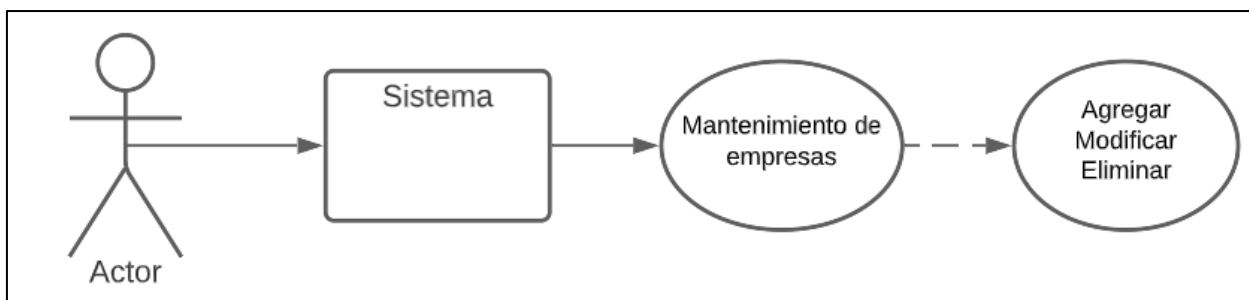 Actor
Sistema
Mantenimiento de
empresas
Agregar
Modificar
Eliminar